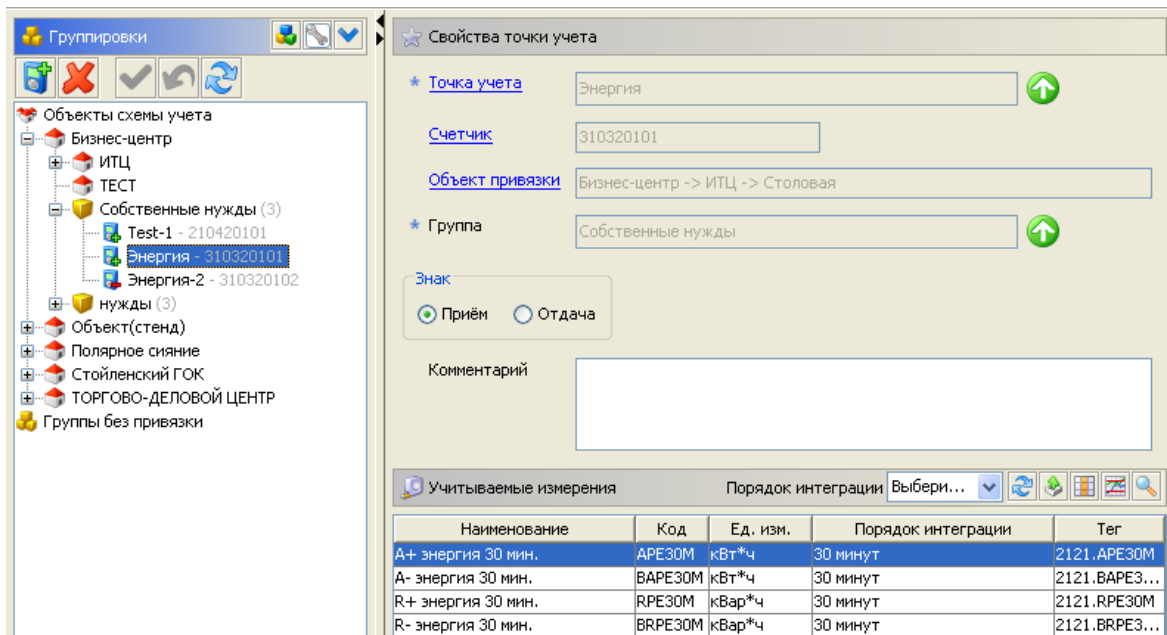 Группировки
Объекты схемы учета
Бизнес-центр
ИТЦ
ТЕСТ
Собственные нужды (3)
Test-1 - 210420101
Энергия - 310320101
Энергия-2 - 310320102
нужды (3)
Объект(стенд)
Полярное сияние
Стойленский ГОК
ТОРГОВО-ДЕЛОВОЙ ЦЕНТР
Группы без привязки
Свойства точки учета
* Точка учета Энергия
Счетчик 310320101
Объект привязки Бизнес-центр -> ИТЦ -> Столовая
* Группа Собственные нужды
Знак
Приём Отдача
Комментарий
Учитываемые измерения Порядок интеграции Выбери...
Наименование Код Ед. изм. Порядок интеграции Тег
A+ энергия 30 мин. APE30M кВт*ч 30 минут 2121.APE30M
A- энергия 30 мин. BAPE30M кВт*ч 30 минут 2121.BAPE3...
R+ энергия 30 мин. RPE30M кВар*ч 30 минут 2121.RPE30M
R- энергия 30 мин. BRPE30M кВар*ч 30 минут 2121.BRPE3...